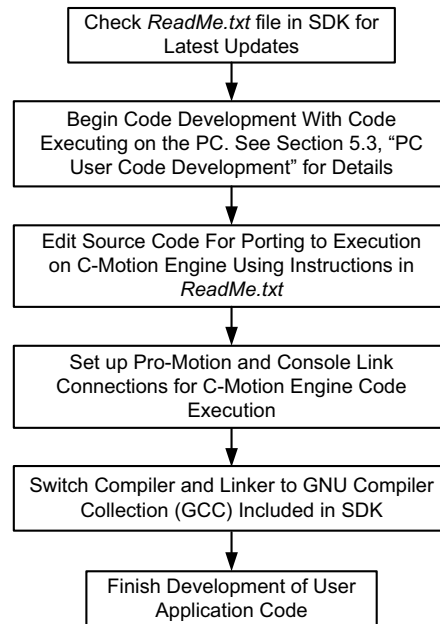 Check ReadMe.txt file in SDK for
Latest Updates
Begin Code Development With Code
Executing on the PC. See Section 5.3, “PC
User Code Development” for Details
Edit Source Code For Porting to Execution
on C-Motion Engine Using Instructions in
ReadMe.txt
Set up Pro-Motion and Console Link
Connections for C-Motion Engine Code
Execution
Switch Compiler and Linker to GNU Compiler
Collection (GCC) Included in SDK
Finish Development of User
Application Code